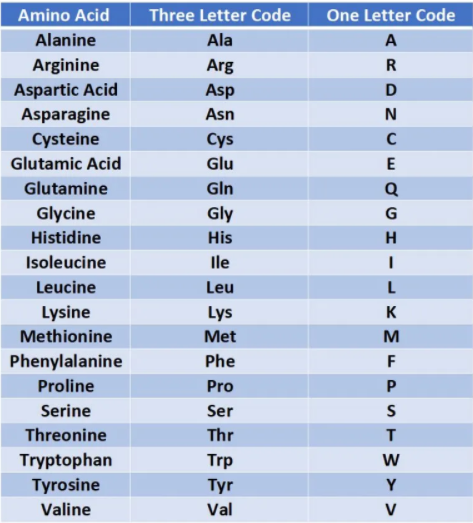 Amino Acid Three Letter Code One Letter Code
Alanine Ala A
Arginine Arg R
Aspartic Acid Asp D
Asparagine Asn N
Cysteine Cys C
Glutamic Acid Glu E
Glutamine Gln Q
Glycine Gly G
Histidine His H
Isoleucine Ile I
Leucine Leu L
Lysine Lys K
Methionine Met M
Phenylalanine Phe F
Proline Pro P
Serine Ser S
Threonine Thr T
Tryptophan Trp W
Tyrosine Tyr Y
Valine Val V